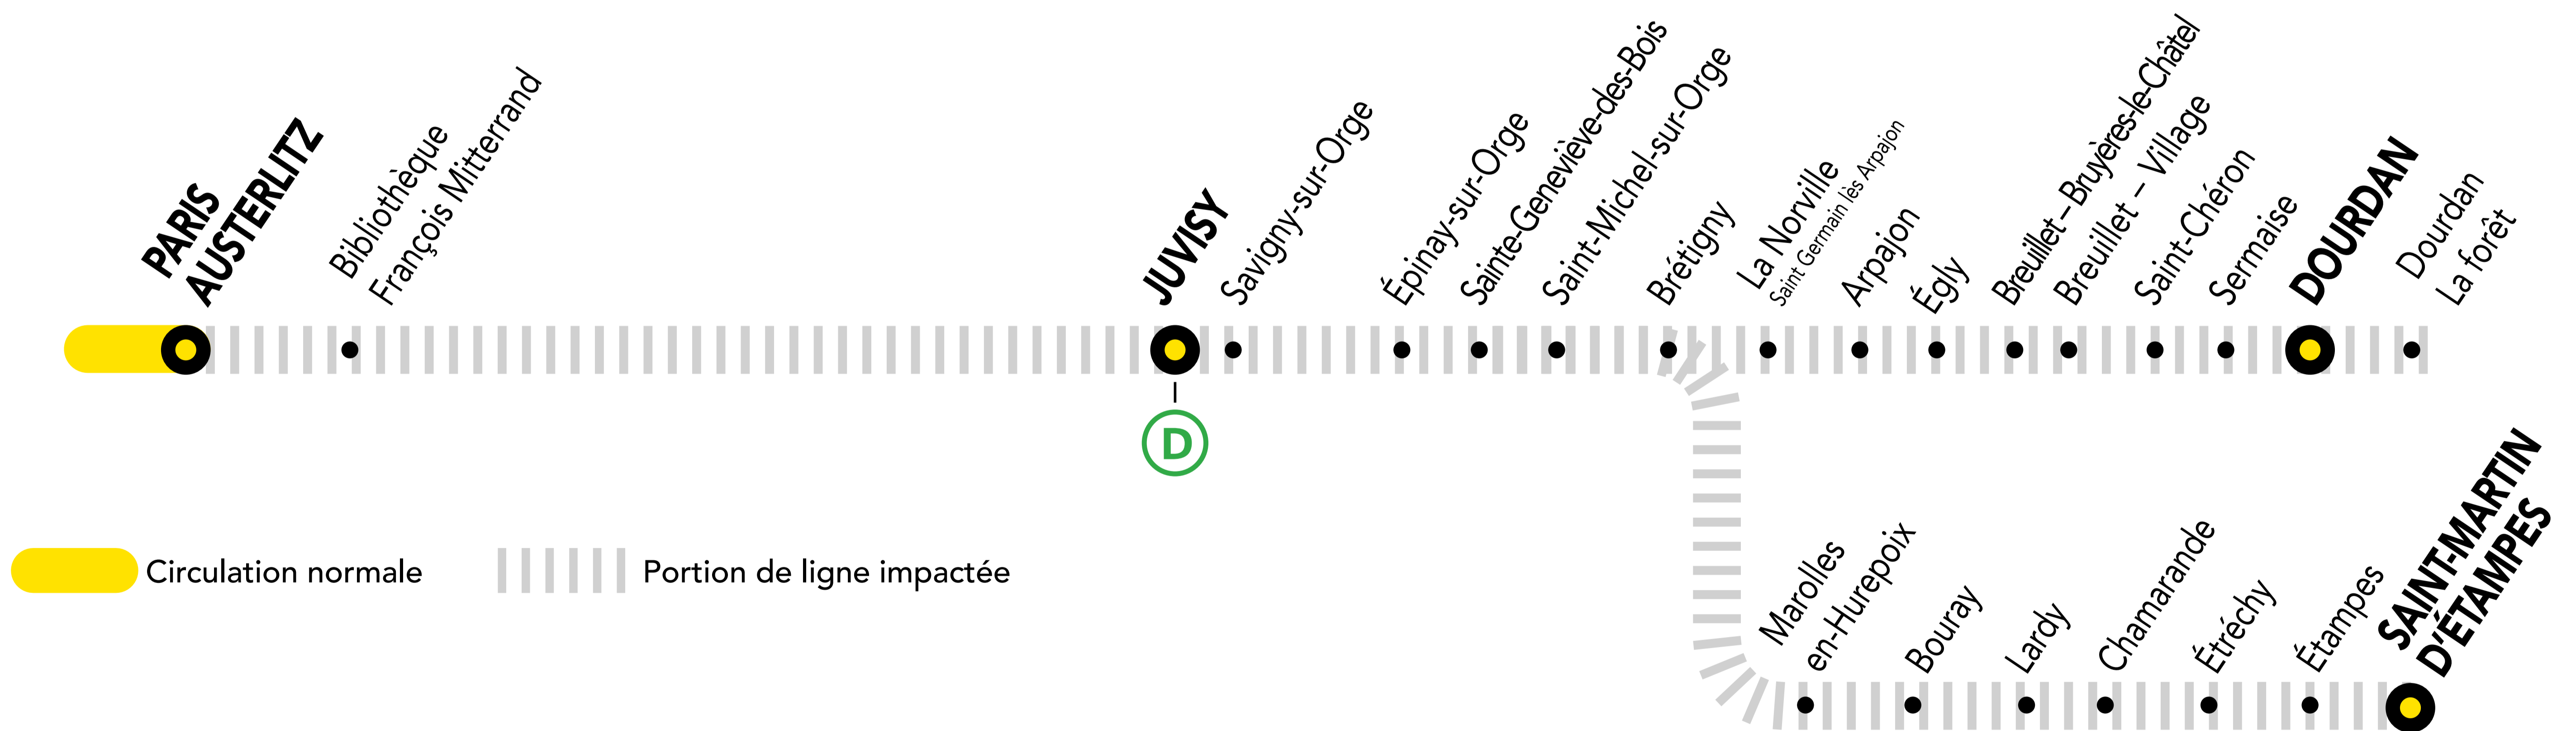 PARIS
AUSTERLITZ
Bibliothèque
François Mitterrand
JUVISY
Savigny-sur-Orge
Épinay-sur-Orge
Sainte-Geneviève-des-Bois
Saint-Michel-sur-Orge
Brétigny
La Norville
Saint Germain lès Arpajon
Arpajon
Égly
Breuillet – Bruyères-le-Châtel
Breuillet – Village
Saint-Chéron
Sermaise
DOURDAN
Dourdan
La forêt
D
Circulation normale
Portion de ligne impactée
Marolles
en-Hurepoix
Bouray
Lardy
Chamarande
Étréchy
Étampes
SAINT-MARTIN
D'ÉTAMPES